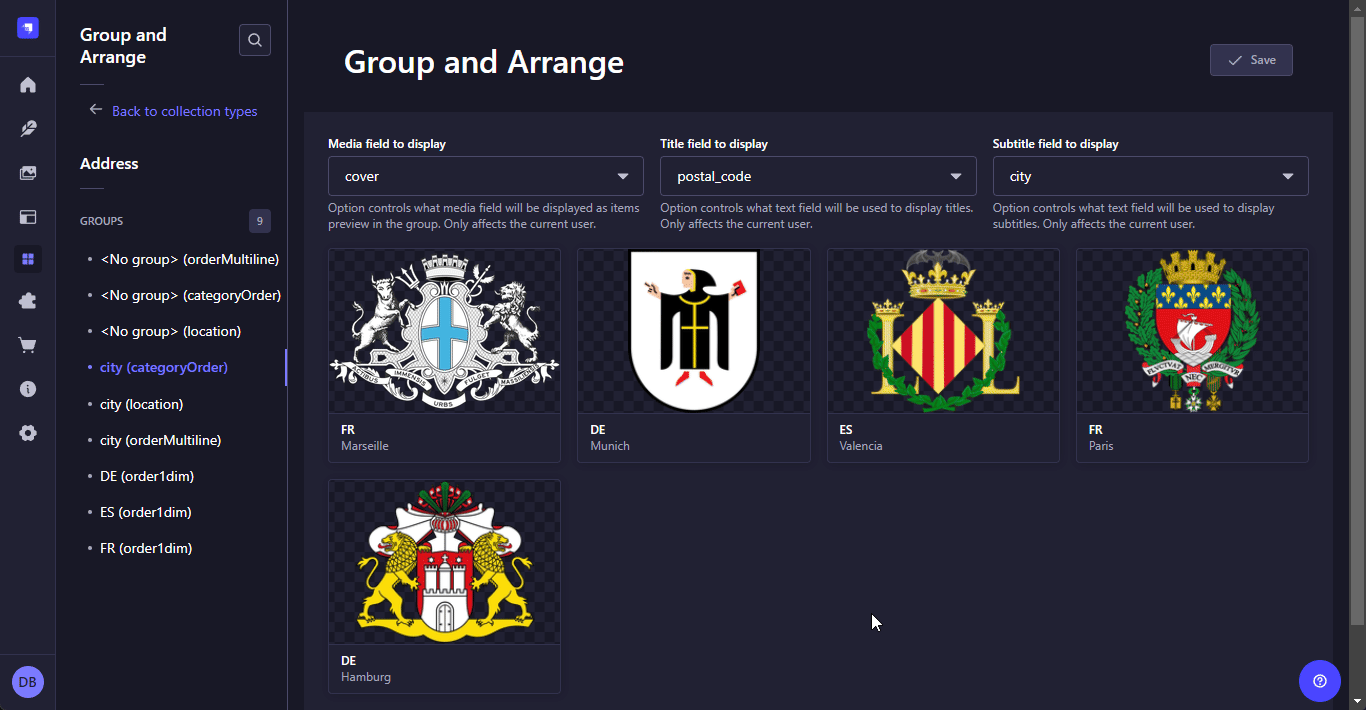 Group and
Arrange
Back to collection types
Address
GROUPS
9
<No group> (orderMultiline)
<No group> (categoryOrder)
<No group> (location)
city (categoryOrder)
city (location)
city (orderMultiline)
DE (order1dim)
ES (order1dim)
FR (order1dim)
DB
Group and Arrange
Save
Media field to display
cover
Option controls what media field will be displayed as items
preview in the group. Only affects the current user.
Title field to display
postal_code
Option controls what text field will be used to display titles.
Only affects the current user.
Subtitle field to display
city
Option controls what text field will be used to display
subtitles. Only affects the current user.
ACTIBUS IMMENSIS URBS FULGET MASSILIENSIS
FR
Marseille
DE
Munich
L L
ES
Valencia
FLVCTVAT NEC MERGITVR
FR
Paris
DE
Hamburg